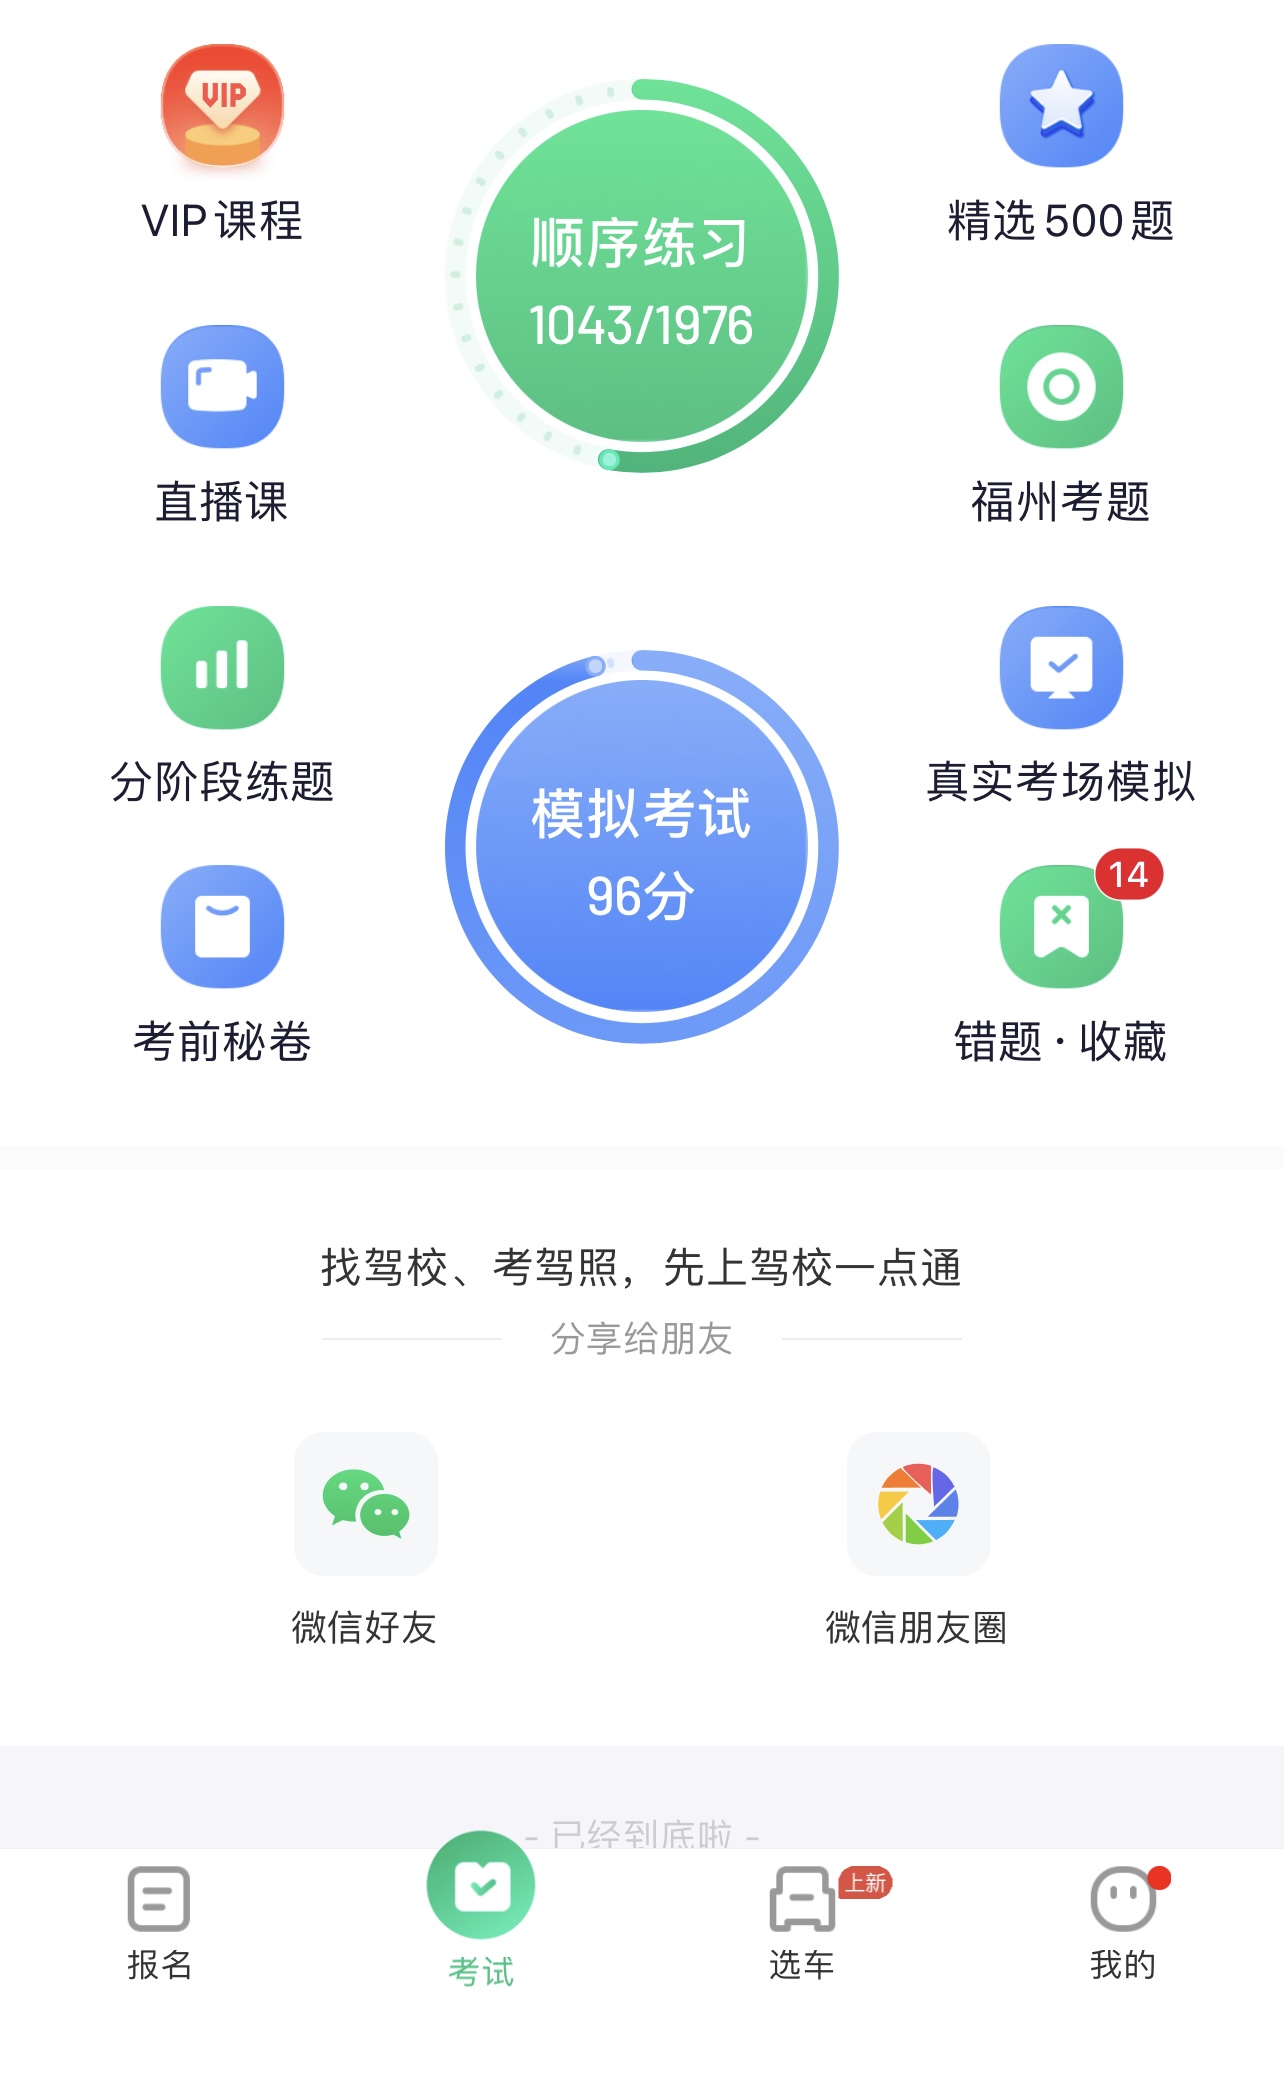 VIP
VIP课程
顺序练习
1043/1976
精选500题
直播课
福州考题
分阶段练题
模拟考试
96分
真实考场模拟
14
考前秘卷
错题·收藏
找驾校、考驾照，先上驾校一点通
分享给朋友
微信好友
微信朋友圈
- 已经到底啦 -
报名
考试
选车
上新
我的